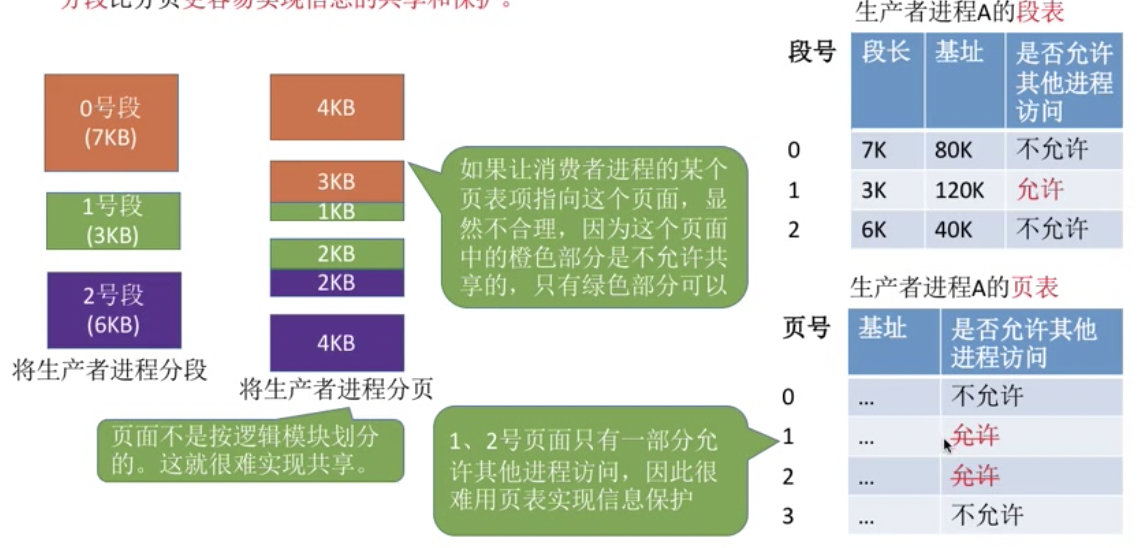 分段比分页更容易实现信息的共享和保护。
0号段
(7KB)
1号段
(3KB)
2号段
(6KB)
将生产者进程分段
4KB
3KB
1KB
2KB
2KB
4KB
将生产者进程分页
页面不是按逻辑模块划分
的。这就很难实现共享。
如果让消费者进程的某个
页表项指向这个页面，显
然不合理，因为这个页面
中的橙色部分是不允许共
享的，只有绿色部分可以
1、2号页面只有一部分允
许其他进程访问，因此很
难用页表实现信息保护
生产者进程A的段表
段号 段长 基址 是否允许
其他进程
访问
0 7K 80K 不允许
1 3K 120K 允许
2 6K 40K 不允许
生产者进程A的页表
页号 基址 是否允许其他
进程访问
0 ... 不允许
1 ... 允许
2 ... 允许
3 ... 不允许